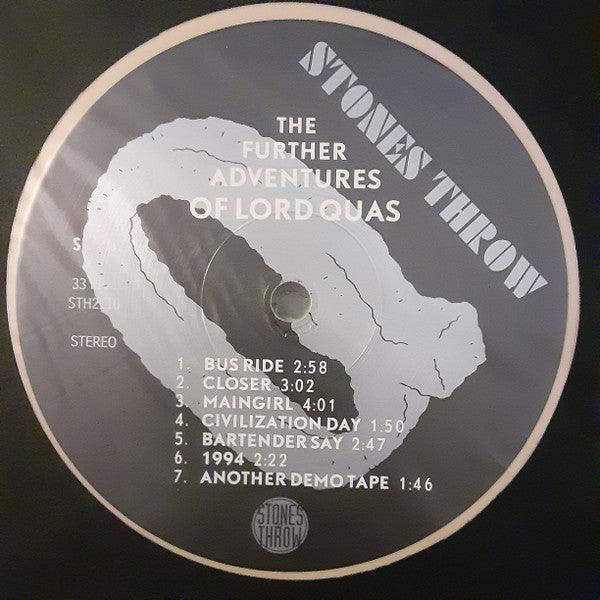 STONES THROW
THE
FURTHER
ADVENTURES
OF LORD QUAS
STEREO
1. BUS RIDE 2:58
2. CLOSER 3:02
3. MAINGIRL 4:01
4. CIVILIZATION DAY 1:50
5. BARTENDER SAY 2:47
6. 1994 2:22
7. ANOTHER DEMO TAPE 1:46
STONES
THROW